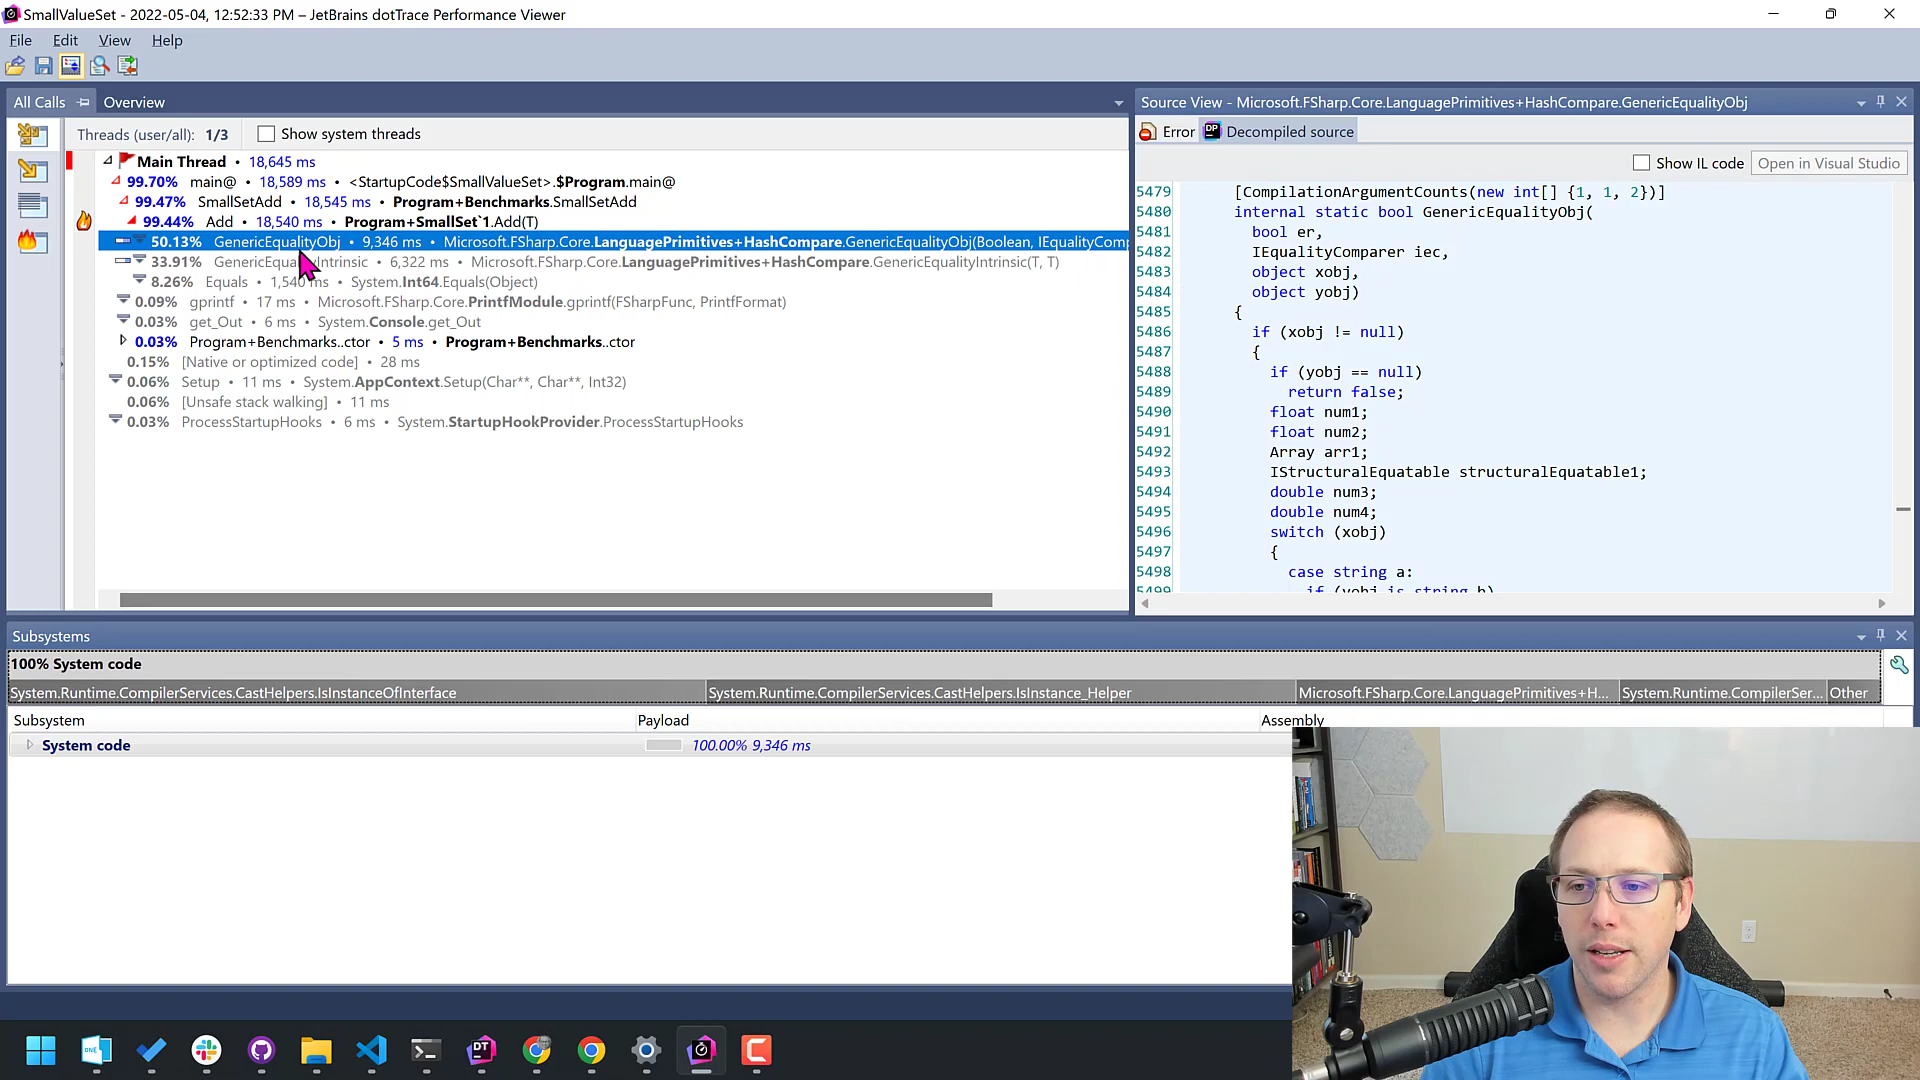 SmallValueSet - 2022-05-04, 12:52:33 PM – JetBrains dotTrace Performance Viewer
File Edit View Help
All Calls Overview
Threads (user/all): 1/3 Show system threads
Main Thread • 18,645 ms
99.70% main@ • 18,589 ms • <StartupCode$SmallValueSet>.$Program.main@
99.47% SmallSetAdd • 18,545 ms • Program+Benchmarks.SmallSetAdd
99.44% Add • 18,540 ms • Program+SmallSet`1.Add(T)
50.13% GenericEqualityObj • 9,346 ms • Microsoft.FSharp.Core.LanguagePrimitives+HashCompare.GenericEqualityObj(Boolean, IEqualityComp
33.91% GenericEqualityIntrinsic • 6,322 ms • Microsoft.FSharp.Core.LanguagePrimitives+HashCompare.GenericEqualityIntrinsic(T, T)
8.26% Equals • 1,540 ms • System.Int64.Equals(Object)
0.09% gprintf • 17 ms • Microsoft.FSharp.Core.PrintfModule.gprintf(FSharpFunc, PrintfFormat)
0.03% get_Out • 6 ms • System.Console.get_Out
0.03% Program+Benchmarks..ctor • 5 ms • Program+Benchmarks..ctor
0.15% [Native or optimized code] • 28 ms
0.06% Setup • 11 ms • System.AppContext.Setup(Char**, Char**, Int32)
0.06% [Unsafe stack walking] • 11 ms
0.03% ProcessStartupHooks • 6 ms • System.StartupHookProvider.ProcessStartupHooks
Source View - Microsoft.FSharp.Core.LanguagePrimitives+HashCompare.GenericEqualityObj
Error DP Decompiled source
Show IL code Open in Visual Studio
5479 [CompilationArgumentCounts(new int[] {1, 1, 2})]
5480 internal static bool GenericEqualityObj(
5481 bool er,
5482 IEqualityComparer iec,
5483 object xobj,
5484 object yobj)
5485 {
5486 if (xobj != null)
5487 {
5488 if (yobj == null)
5489 return false;
5490 float num1;
5491 float num2;
5492 Array arr1;
5493 IStructuralEquatable structuralEquatable1;
5494 double num3;
5495 double num4;
5496 switch (xobj)
5497 {
5498 case string a:
5499 if (yobj is string b)
Subsystems
100% System code
System.Runtime.CompilerServices.CastHelpers.IsInstanceOfInterface System.Runtime.CompilerServices.CastHelpers.IsInstance_Helper Microsoft.FSharp.Core.LanguagePrimitives+H... System.Runtime.CompilerSer... Other
Subsystem Payload Assembly
System code 100.00% 9,346 ms
ONE DT